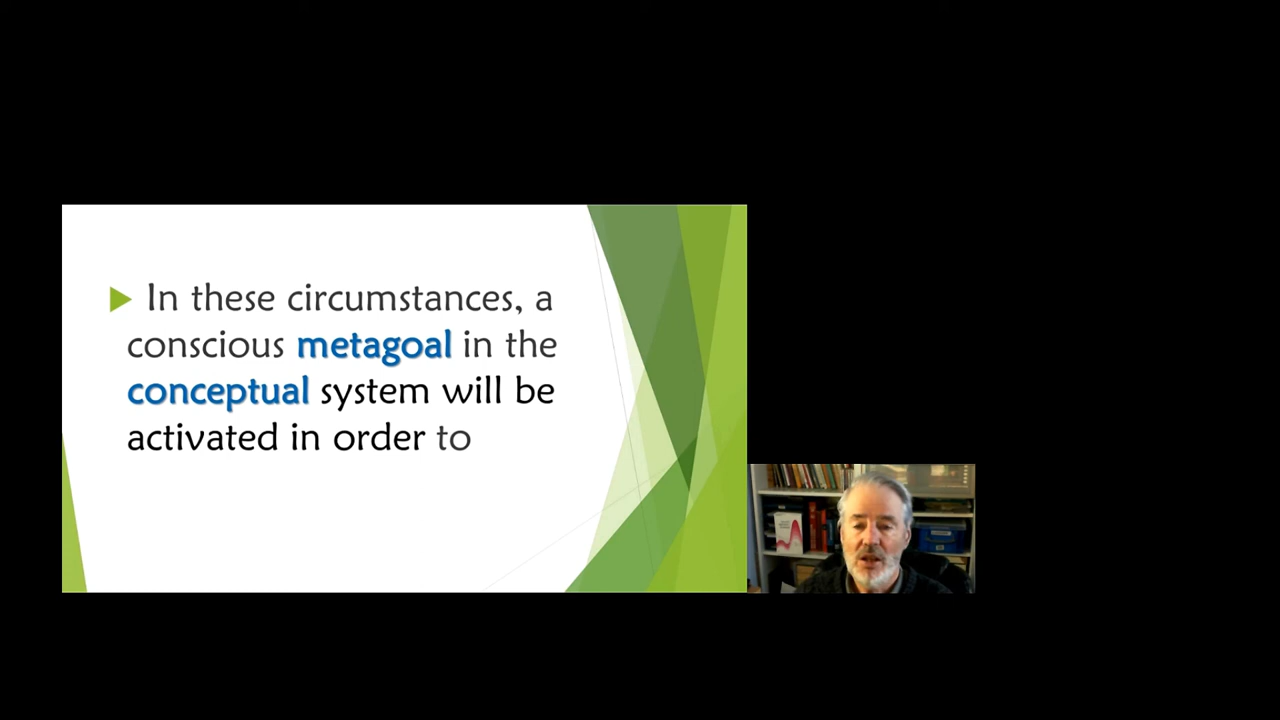 In these circumstances, a
conscious metagoal in the
conceptual system will be
activated in order to